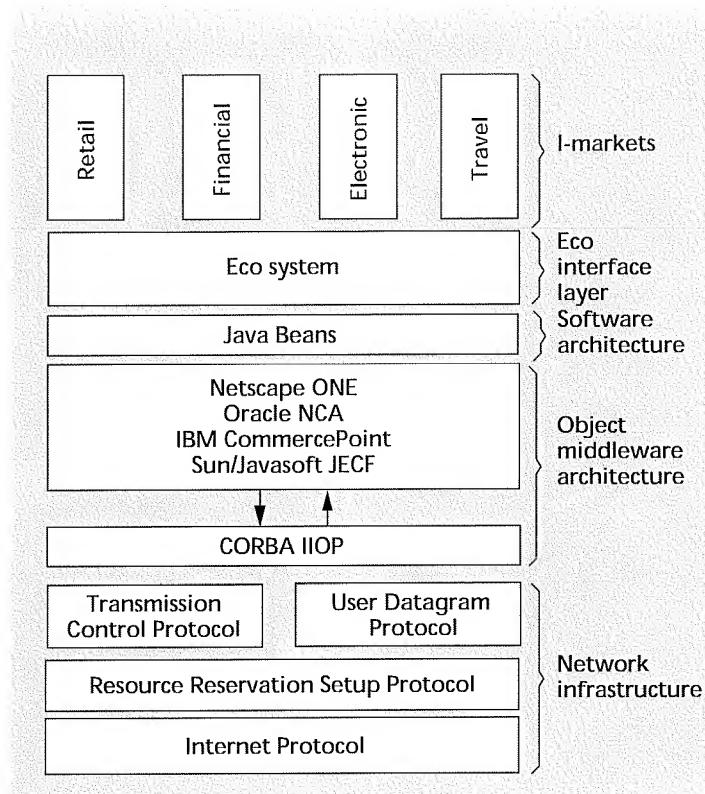 Retail
Financial
Electronic
Travel
I-markets
Eco system
Eco
interface
layer
Java Beans
Software
architecture
Netscape ONE
Oracle NCA
IBM CommercePoint
Sun/Javasoft JECF
Object
middleware
architecture
CORBA IIOP
Transmission
Control Protocol
User Datagram
Protocol
Resource Reservation Setup Protocol
Internet Protocol
Network
infrastructure